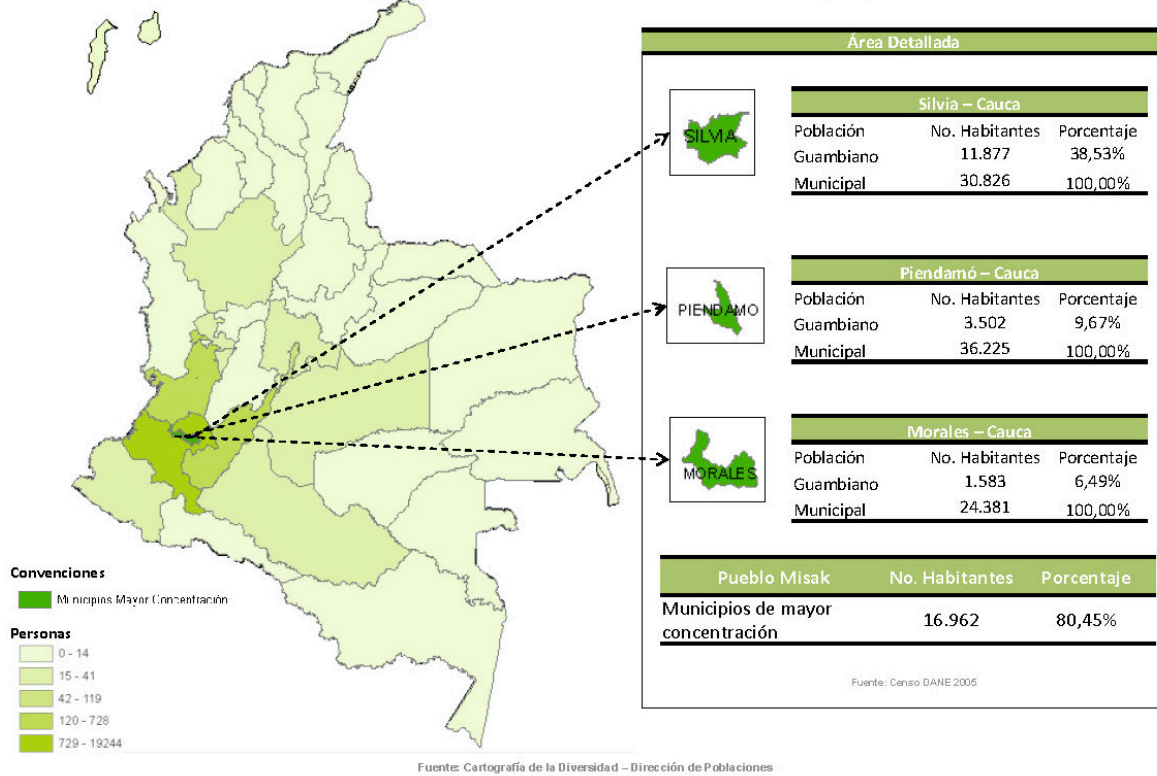 Área Detallada
SILVIA
Silvia – Cauca
Población No. Habitantes Porcentaje
Guambiano 11.877 38,53%
Municipal 30.826 100,00%
PIENDAMO
Piendamó – Cauca
Población No. Habitantes Porcentaje
Guambiano 3.502 9,67%
Municipal 36.225 100,00%
MORALES
Morales – Cauca
Población No. Habitantes Porcentaje
Guambiano 1.583 6,49%
Municipal 24.381 100,00%
Pueblo Misak No. Habitantes Porcentaje
Municipios de mayor
concentración 16.962 80,45%
Fuente: Censo DANE 2005
Convenciones
Municipios Mayor Concentración
Personas
0 - 14
15 - 41
42 - 119
120 - 728
729 - 19244
Fuente: Cartografía de la Diversidad – Dirección de Poblaciones